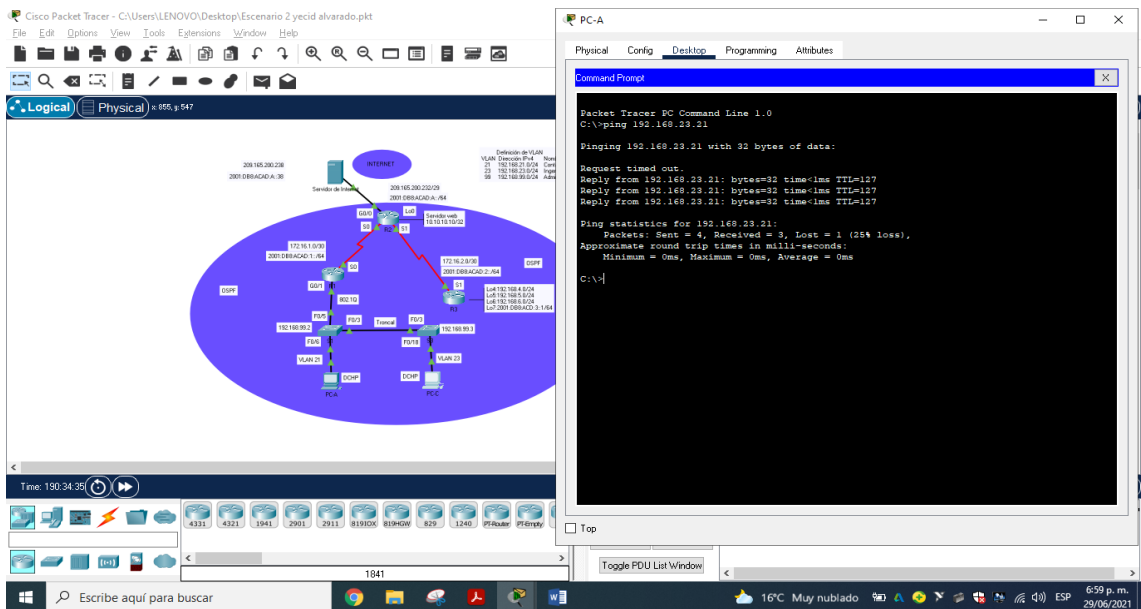 Cisco Packet Tracer - C:\Users\LENOVO\Desktop\Escenario 2 yecid alvarado.pkt
File Edit Options View Tools Extensions Window Help
Logical Physical x: 855, y: 547
Definición de VLAN
VLAN Dirección IPv4
21 192.168.21.0/24
23 192.168.23.0/24
99 192.168.99.0/24
209.165.200.238
2001:DB8:ACAD:A::38
INTERNET
Servidor de Internet
209.165.200.232/29
2001:DB8:ACAD:A::/64
G0/0
Lo0
Servidor web
10.10.10.10/32
S0
R2
S1
172.16.1.0/30
2001:DB8:ACAD:1::/64
S0
172.16.2.0/30
2001:DB8:ACAD:2::/64
OSPF
S1
OSPF
G0/1
Lo4:192.168.4.0/24
Lo5:192.168.5.0/24
Lo6:192.168.6.0/24
Lo7:2001:DB8:ACD:3:1/64
R3
802.1Q
F0/5
F0/3
Troncal
F0/3
192.168.99.2
192.168.99.3
F0/6
F0/18
VLAN 21
VLAN 23
DCHP
DCHP
PC-A
PC-C
Time: 190:34:35
4331 4321 1941 2901 2911 819IOX 819HGW 829 1240 PT-Router PT-Empty
1841
PC-A
Physical Config Desktop Programming Attributes
Command Prompt X
Packet Tracer PC Command Line 1.0
C:\>ping 192.168.23.21
Pinging 192.168.23.21 with 32 bytes of data:
Request timed out.
Reply from 192.168.23.21: bytes=32 time<1ms TTL=127
Reply from 192.168.23.21: bytes=32 time<1ms TTL=127
Reply from 192.168.23.21: bytes=32 time<1ms TTL=127
Ping statistics for 192.168.23.21:
Packets: Sent = 4, Received = 3, Lost = 1 (25% loss),
Approximate round trip times in milli-seconds:
Minimum = 0ms, Maximum = 0ms, Average = 0ms
C:\>
Top
Toggle PDU List Window
Escribe aquí para buscar
16°C Muy nublado
ESP
6:59 p. m.
29/06/2021